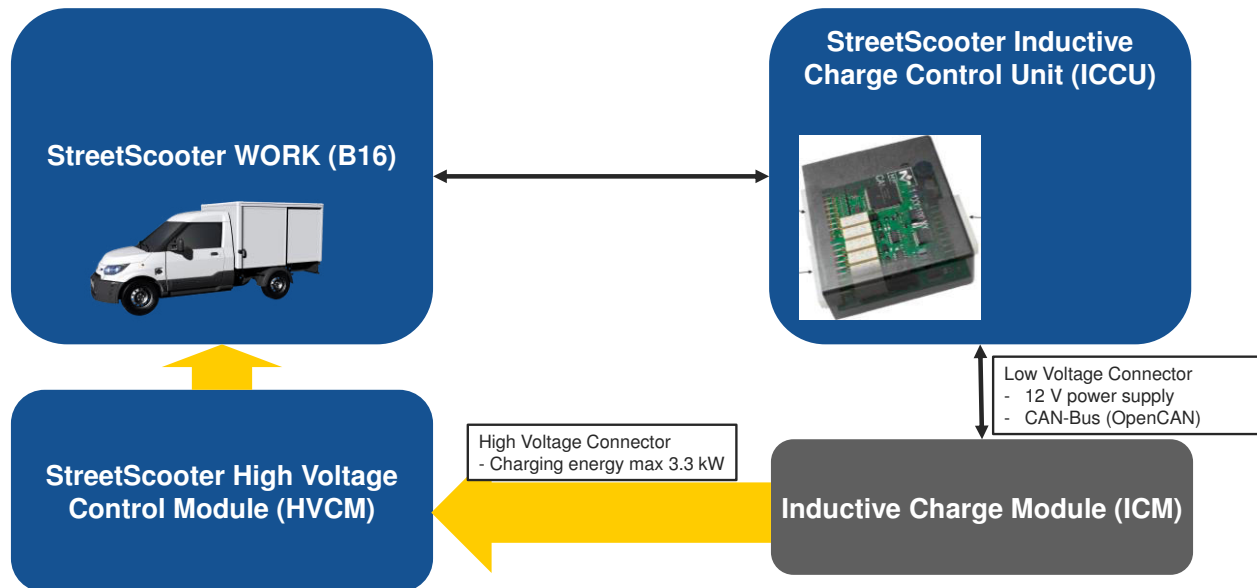 StreetScooter WORK (B16)
StreetScooter Inductive
Charge Control Unit (ICCU)
Low Voltage Connector
- 12 V power supply
- CAN-Bus (OpenCAN)
High Voltage Connector
- Charging energy max 3.3 kW
StreetScooter High Voltage
Control Module (HVCM)
Inductive Charge Module (ICM)